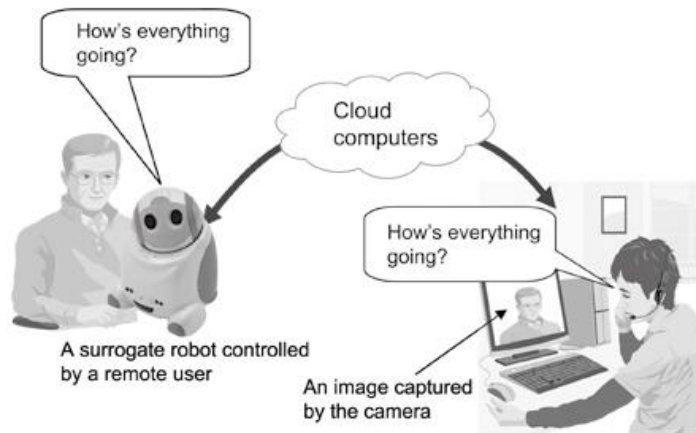 How's everything
going?
Cloud
computers
How's everything
going?
A surrogate robot controlled
by a remote user
An image captured
by the camera